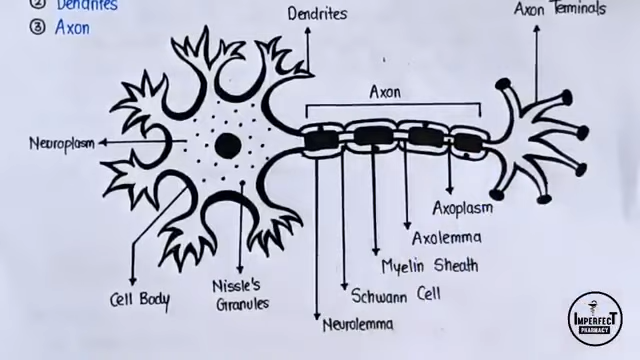 ② Dendrites
③ Axon
Dendrites
Axon Terminals
Axon
Neuroplasm
Axoplasm
Axolemma
Myelin Sheath
Cell Body
Nissle's
Granules
Schwann Cell
Neurolemma
IMPERFECT
PHARMACY